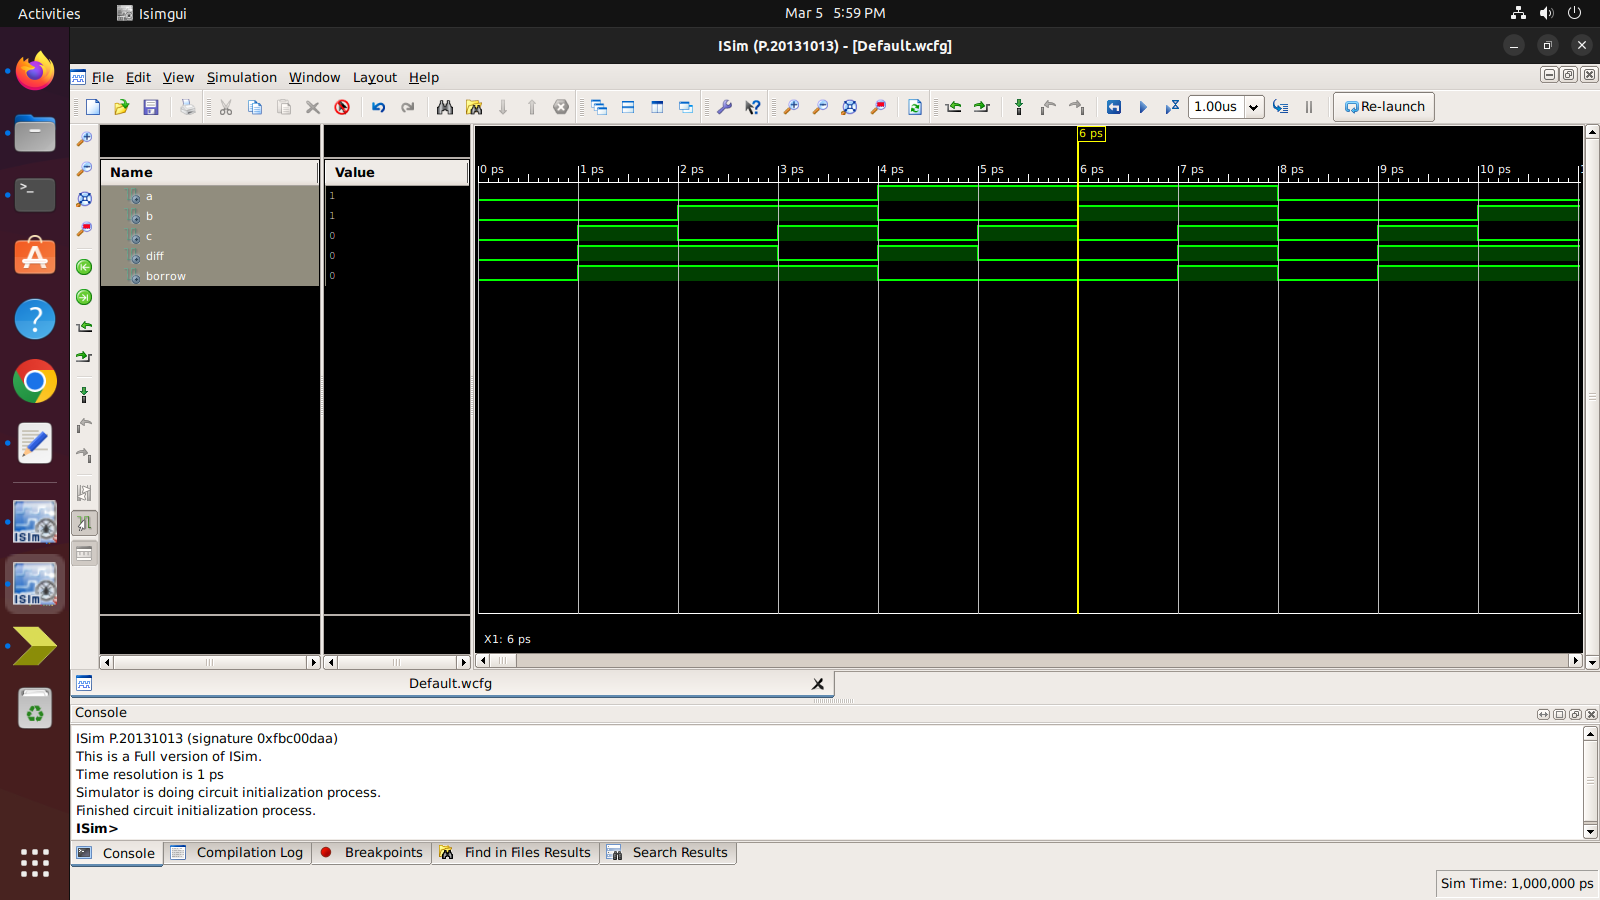 Activities Isimgui Mar 5 5:59 PM
ISim (P.20131013) - [Default.wcfg]
File Edit View Simulation Window Layout Help
1.00us Re-launch
6 ps
Name Value 0 ps 1 ps 2 ps 3 ps 4 ps 5 ps 6 ps 7 ps 8 ps 9 ps 10 ps
a 1
b 1
c 0
diff 0
borrow 0
X1: 6 ps
Default.wcfg
Console
ISim P.20131013 (signature 0xfbc00daa)
This is a Full version of ISim.
Time resolution is 1 ps
Simulator is doing circuit initialization process.
Finished circuit initialization process.
ISim>
Console Compilation Log Breakpoints Find in Files Results Search Results
Sim Time: 1,000,000 ps
ISim
ISim